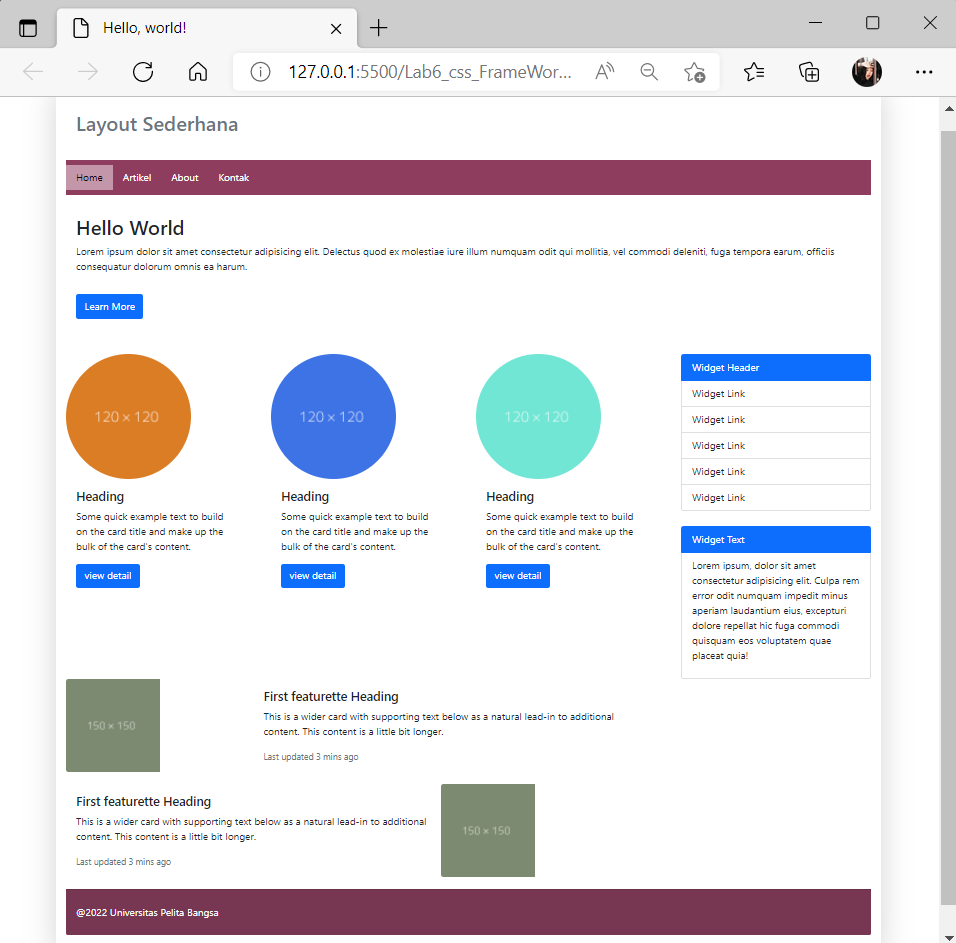 Hello, world!
127.0.0.1:5500/Lab6_css_FrameWor...
Layout Sederhana
Home Artikel About Kontak
Hello World
Lorem ipsum dolor sit amet consectetur adipisicing elit. Delectus quod ex molestiae iure illum numquam odit qui mollitia, vel commodi deleniti, fuga tempora earum, officiis
consequatur dolorum omnis ea harum.
Learn More
120 × 120
Heading
Some quick example text to build
on the card title and make up the
bulk of the card's content.
view detail
120 × 120
Heading
Some quick example text to build
on the card title and make up the
bulk of the card's content.
view detail
120 × 120
Heading
Some quick example text to build
on the card title and make up the
bulk of the card's content.
view detail
Widget Header
Widget Link
Widget Link
Widget Link
Widget Link
Widget Link
Widget Text
Lorem ipsum, dolor sit amet
consectetur adipisicing elit. Culpa rem
error odit numquam impedit minus
aperiam laudantium eius, excepturi
dolore repellat hic fuga commodi
quisquam eos voluptatem quae
placeat quia!
150 × 150
First featurette Heading
This is a wider card with supporting text below as a natural lead-in to additional
content. This content is a little bit longer.
Last updated 3 mins ago
First featurette Heading
This is a wider card with supporting text below as a natural lead-in to additional
content. This content is a little bit longer.
Last updated 3 mins ago
150 × 150
@2022 Universitas Pelita Bangsa